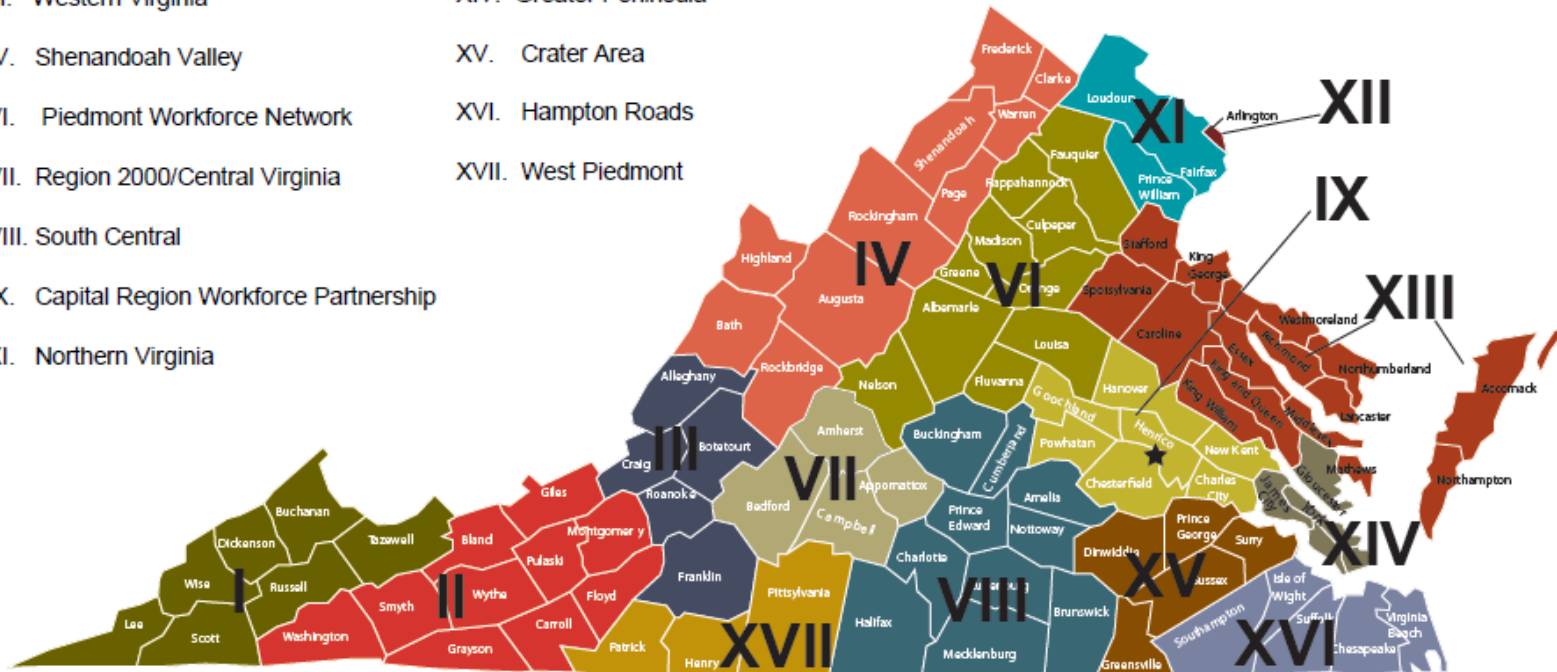 Western Virginia
V. Shenandoah Valley
VI. Piedmont Workforce Network
VII. Region 2000/Central Virginia
VIII. South Central
X. Capital Region Workforce Partnership
XI. Northern Virginia
XIV. Greater Peninsula
XV. Crater Area
XVI. Hampton Roads
XVII. West Piedmont
Frederick
Clarke
Loudoun
XI
XII
Arlington
Shenandoah
Warren
Fauquier
Fairfax
Prince
William
Rappahannock
Page
IX
Rockingham
Culpeper
Madison
Stafford
Highland
IV
King
George
Greene
VI
Orange
Spotsylvania
XIII
Augusta
Albemarle
Westmoreland
Bath
Caroline
Richmond
Louisa
Essex
Northumberland
Rockbridge
Alleghany
Nelson
Fluvanna
Hanover
Goochland
King and Queen
King William
Accomack
Lancaster
Middlesex
Amherst
Buckingham
Cumberland
Powhatan
Henrico
New Kent
III
Botetourt
Craig
VII
Mathews
Gloucester
Northampton
Giles
Roanoke
Bedford
Appomattox
Campbell
Amelia
Chesterfield
Charles
City
James
City
York
XIV
Buchanan
Prince
Edward
Nottoway
Prince
George
Surry
Dickenson
Tazewell
Bland
Montgomery
Pulaski
Charlotte
Dinwiddie
XV
Sussex
Wise
I
Russell
II
Wythe
Smyth
Floyd
Franklin
Pittsylvania
VIII
Brunswick
Isle of
Wight
Suffolk
Virginia
Beach
Lee
Scott
Washington
Carroll
Grayson
Patrick
Henry
XVII
Halifax
Mecklenburg
Greensville
Southampton
XVI
Chesapeake